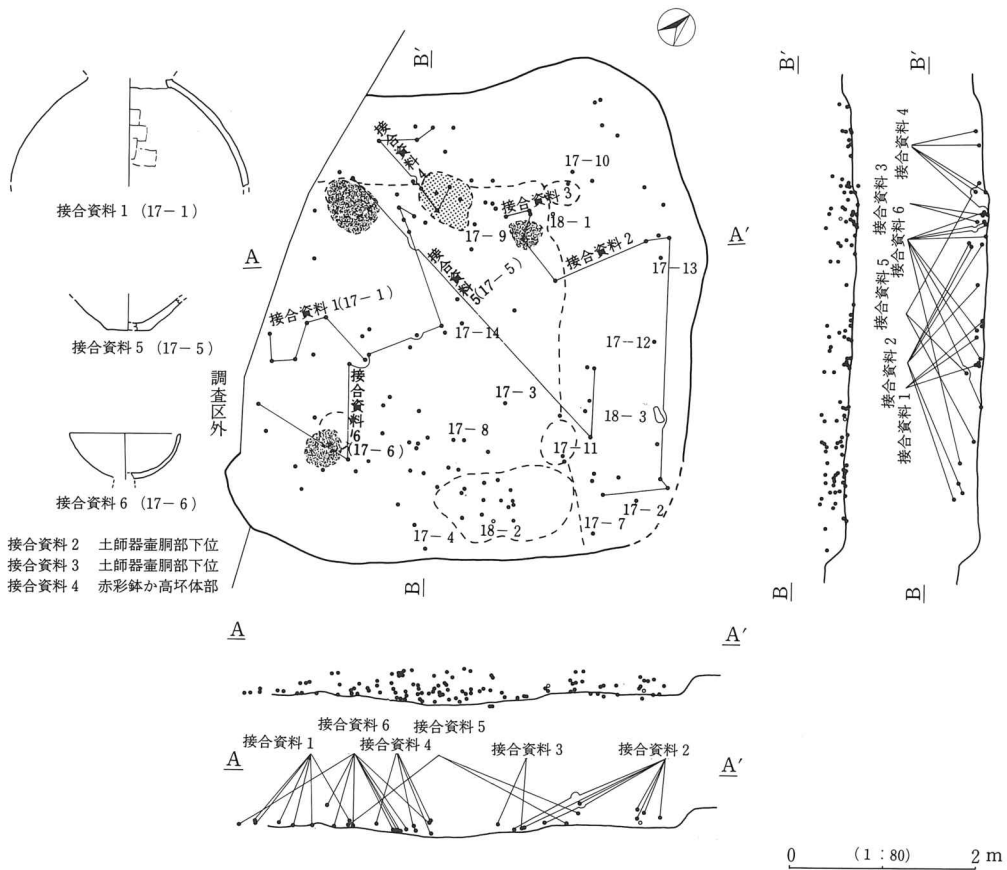 接合資料1 (17-1)
接合資料5 (17-5)
接合資料6 (17-6)
接合資料2 土師器壷胴部下位
接合資料3 土師器壷胴部下位
接合資料4 赤彩鉢か高坏体部
B′
接合資料4
17-10
接合資料3
18-1
17-9
接合資料2
A
A′
17-13
接合資料5(17-5)
接合資料1(17-1)
17-14
17-12
調査区外
17-3
18-3
接合資料6
(17-6)
17-8
17-11
17-2
17-4
18-2
17-7
B
B′
B
B′
接合資料4
接合資料3
接合資料6
接合資料5
接合資料2
接合資料1
B
A
A′
接合資料6
接合資料5
接合資料1
接合資料4
接合資料3
接合資料2
A
A′
0
(1:80)
2 m